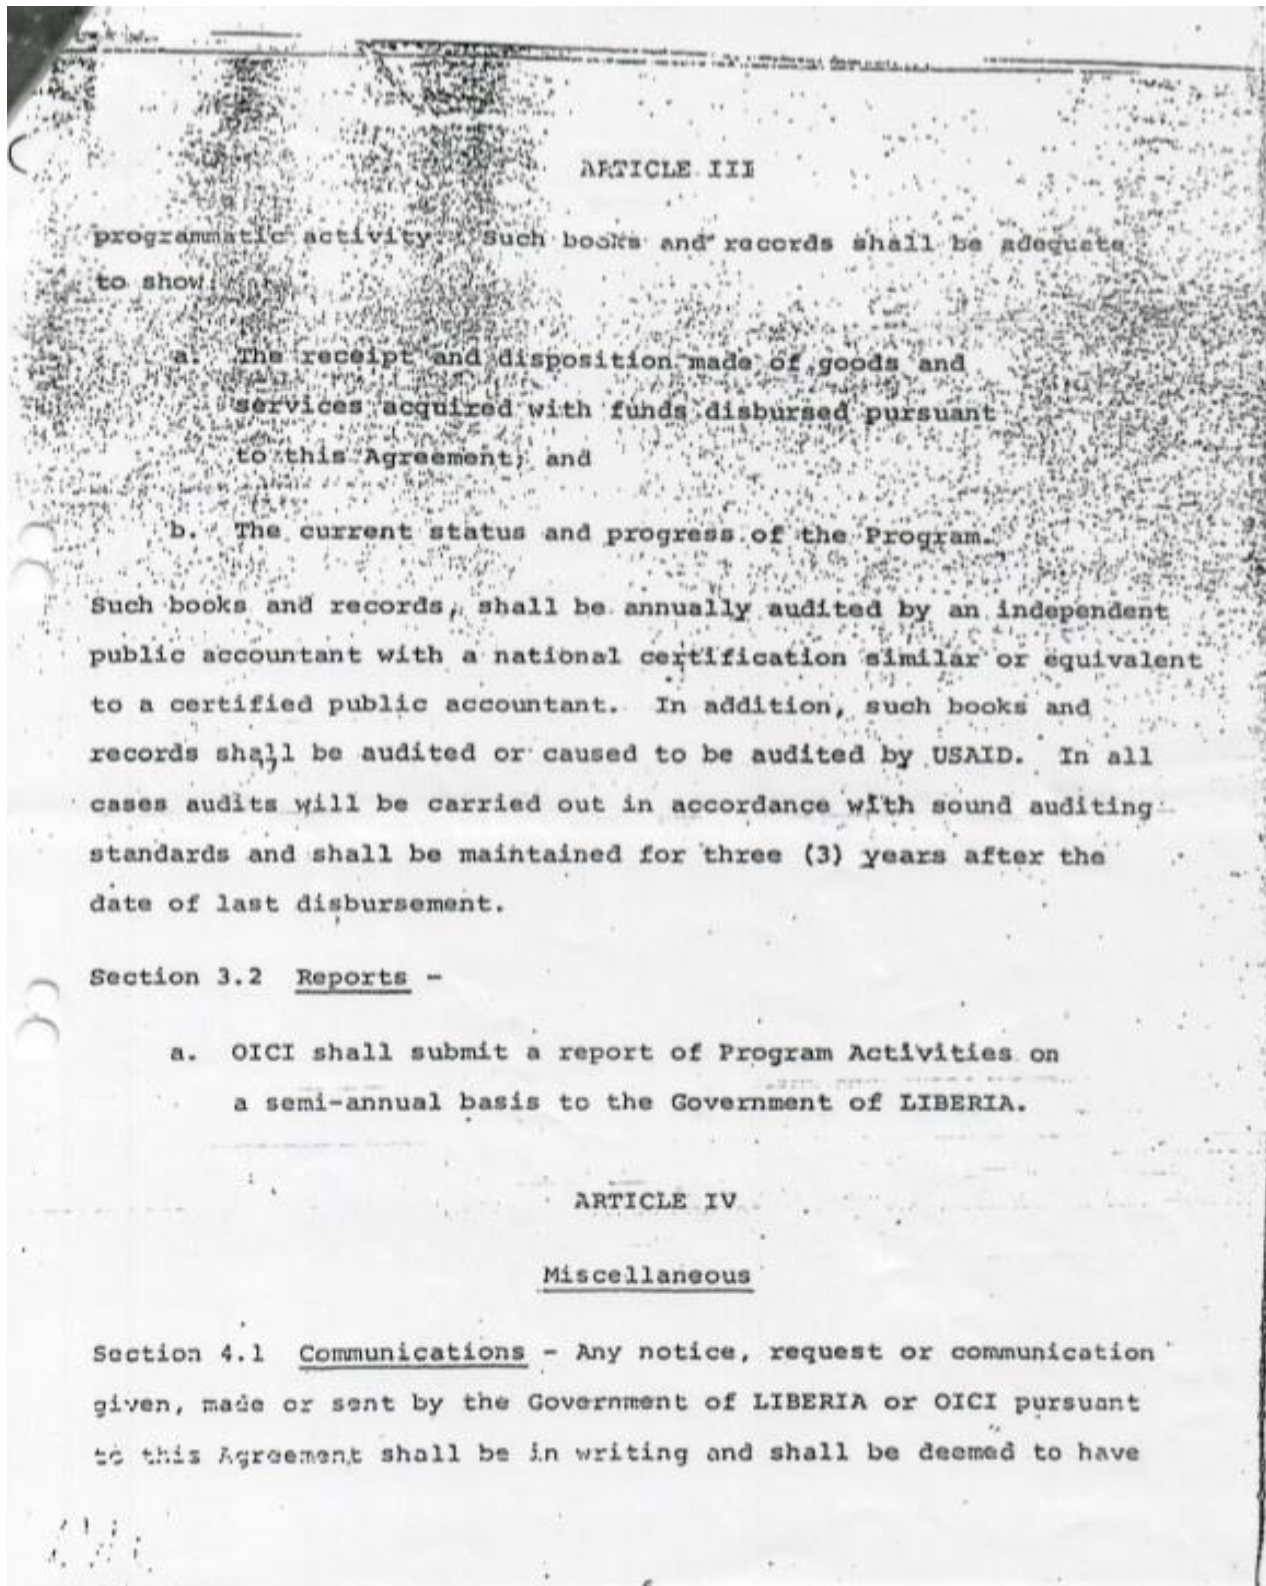 ARTICLE III
programmatic activity. Such books and records shall be adequate
to show:
a. The receipt and disposition made of goods and
services acquired with funds disbursed pursuant
to this Agreement; and
b. The current status and progress of the Program.
Such books and records, shall be annually audited by an independent
public accountant with a national certification similar or equivalent
to a certified public accountant. In addition, such books and
records shall be audited or caused to be audited by USAID. In all
cases audits will be carried out in accordance with sound auditing
standards and shall be maintained for three (3) years after the
date of last disbursement.
Section 3.2 Reports -
a. OICI shall submit a report of Program Activities on
a semi-annual basis to the Government of LIBERIA.
ARTICLE IV
Miscellaneous
Section 4.1 Communications - Any notice, request or communication
given, made or sent by the Government of LIBERIA or OICI pursuant
to this Agreement shall be in writing and shall be deemed to have